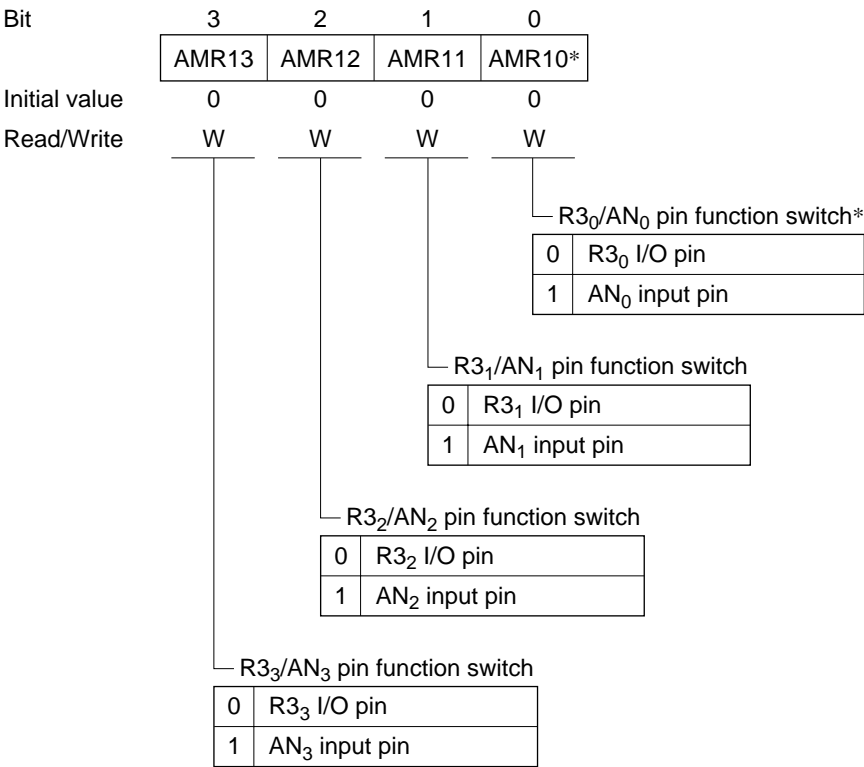 Bit 3 2 1 0
AMR13 AMR12 AMR11 AMR10*
Initial value 0 0 0 0
Read/Write W W W W
R3₀/AN₀ pin function switch*
0 R3₀ I/O pin
1 AN₀ input pin
R3₁/AN₁ pin function switch
0 R3₁ I/O pin
1 AN₁ input pin
R3₂/AN₂ pin function switch
0 R3₂ I/O pin
1 AN₂ input pin
R3₃/AN₃ pin function switch
0 R3₃ I/O pin
1 AN₃ input pin